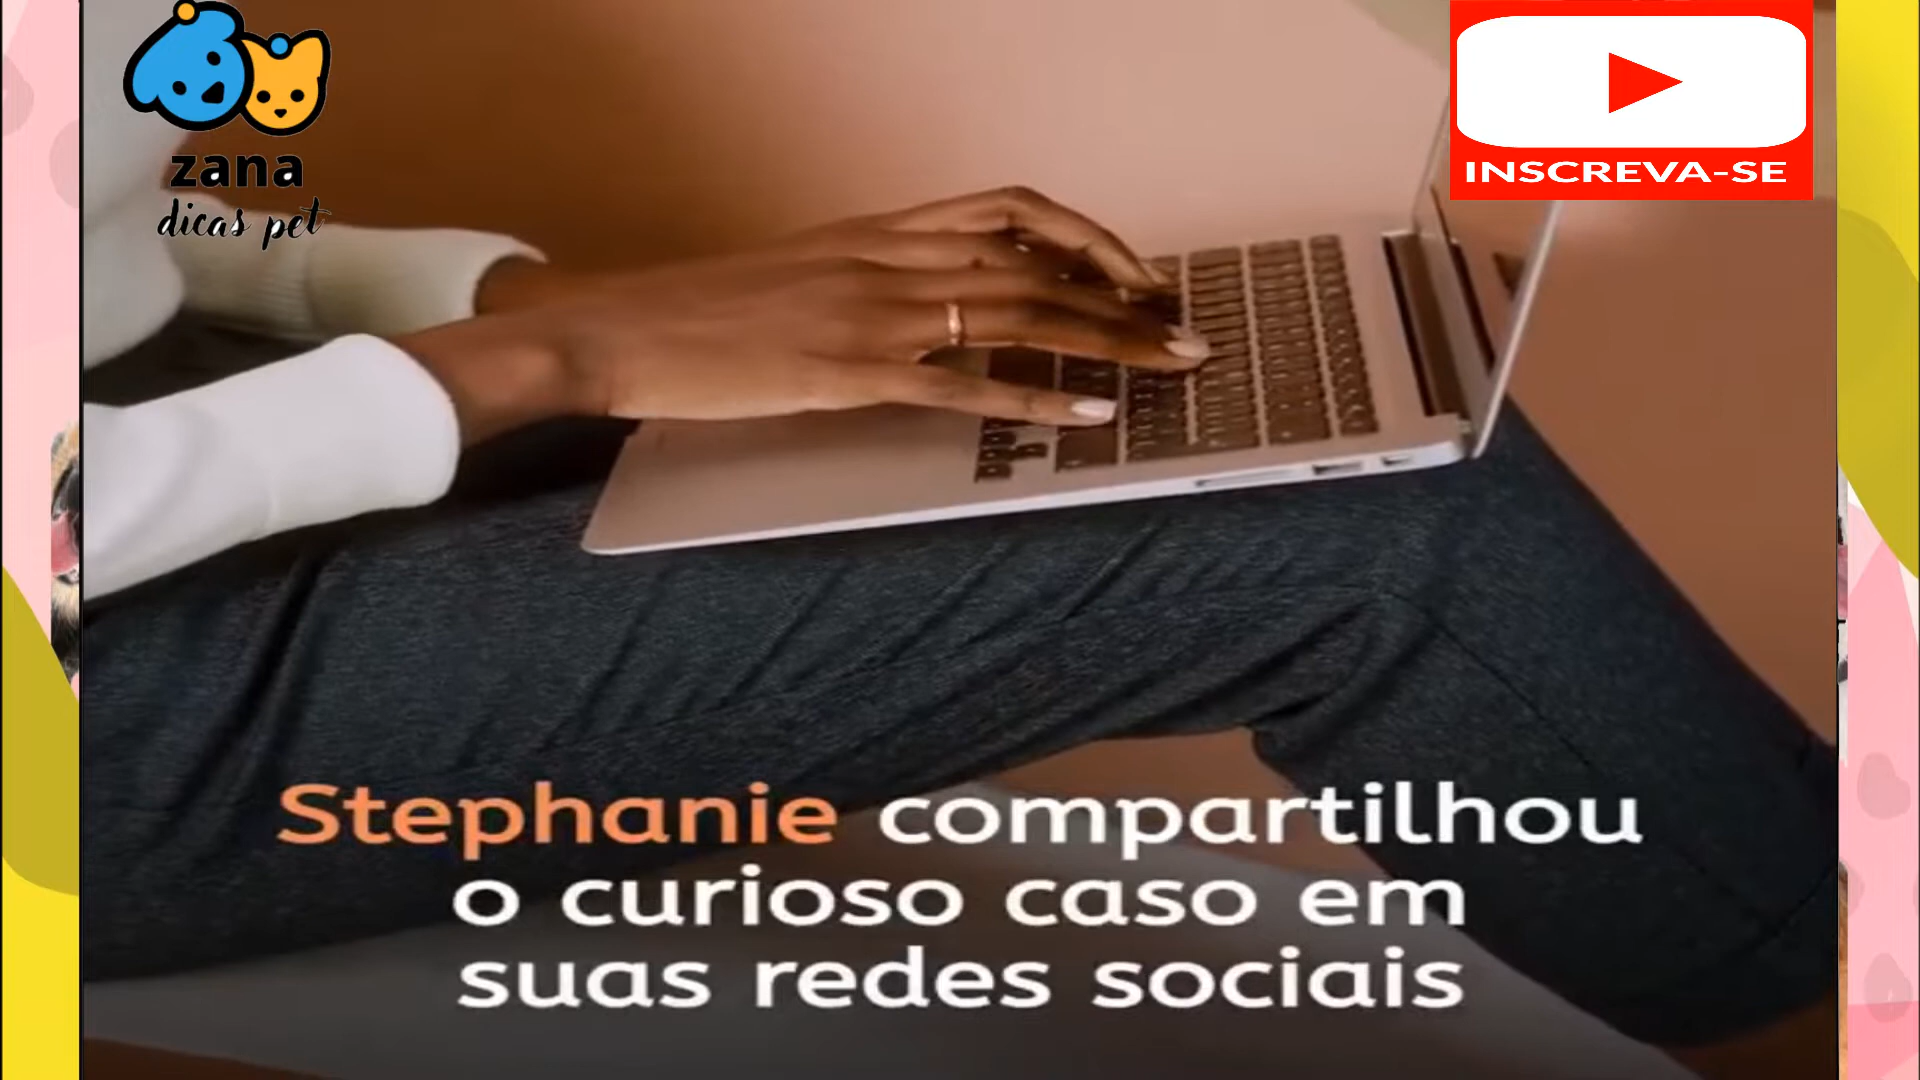 zana
dicas pet
INSCREVA-SE
Stephanie compartilhou
o curioso caso em
suas redes sociais